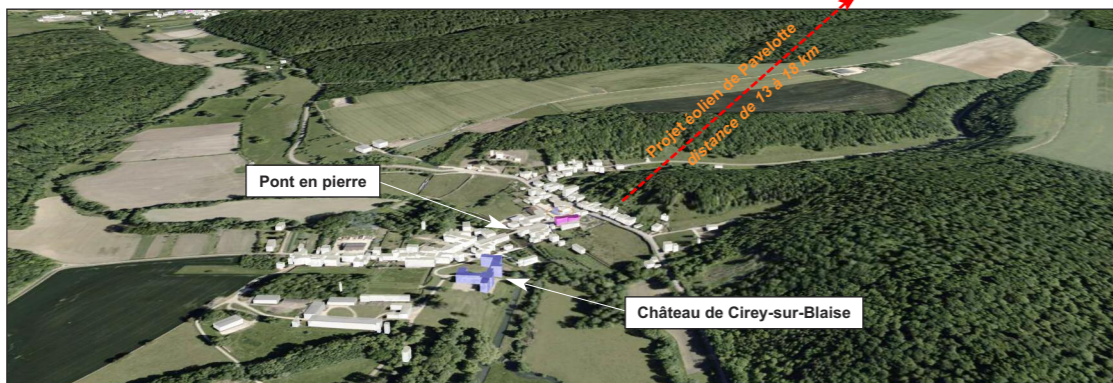 Projet éolien de Pavelotte
distance de 13 à 18 km
Pont en pierre
Château de Cirey-sur-Blaise